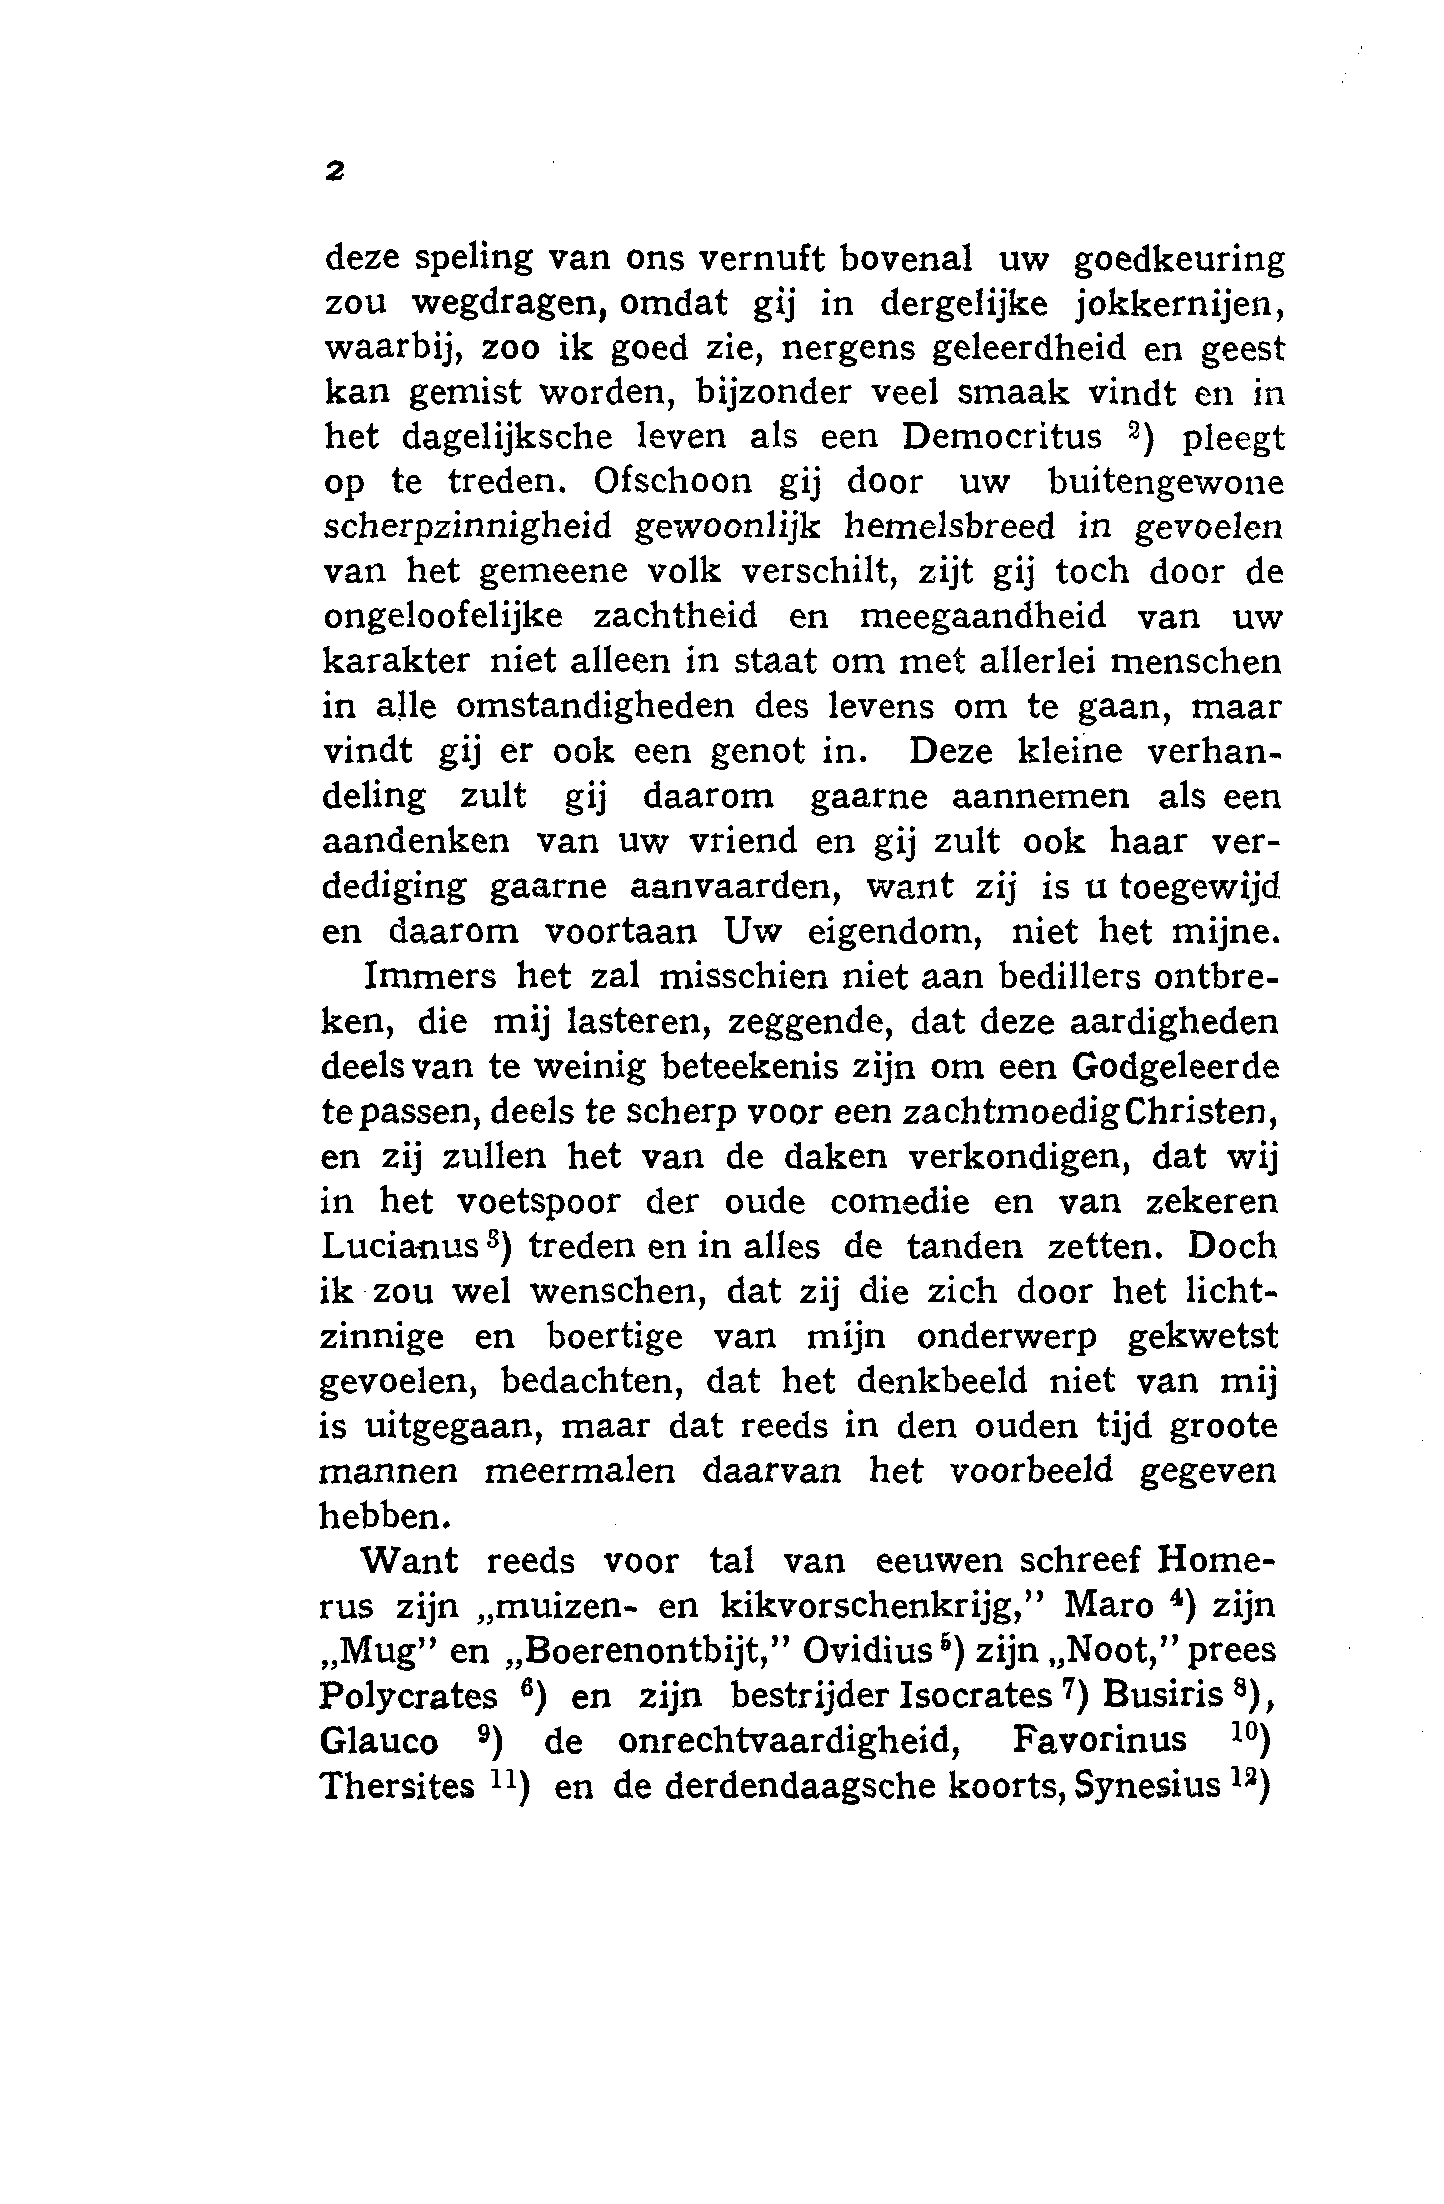 2
deze speling van ons vernuft bovenal uw goedkeuring
zou wegdragen, omdat gij in dergelijke jokkernijen,
waarbij, zoo ik goed zie, nergens geleerdheid en geest
kan gemist worden, bijzonder veel smaak vindt en in
het dagelijksche leven als een Democritus ²) pleegt
op te treden. Ofschoon gij door uw buitengewone
scherpzinnigheid gewoonlijk hemelsbreed in gevoelen
van het gemeene volk verschilt, zijt gij toch door de
ongeloofelijke zachtheid en meegaandheid van uw
karakter niet alleen in staat om met allerlei menschen
in alle omstandigheden des levens om te gaan, maar
vindt gij er ook een genot in. Deze kleine verhan-
deling zult gij daarom gaarne aannemen als een
aandenken van uw vriend en gij zult ook haar ver-
dediging gaarne aanvaarden, want zij is u toegewijd
en daarom voortaan Uw eigendom, niet het mijne.
Immers het zal misschien niet aan bedillers ontbre-
ken, die mij lasteren, zeggende, dat deze aardigheden
deels van te weinig beteekenis zijn om een Godgeleerde
te passen, deels te scherp voor een zachtmoedig Christen,
en zij zullen het van de daken verkondigen, dat wij
in het voetspoor der oude comedie en van zekeren
Lucianus ³) treden en in alles de tanden zetten. Doch
ik zou wel wenschen, dat zij die zich door het licht-
zinnige en boertige van mijn onderwerp gekwetst
gevoelen, bedachten, dat het denkbeeld niet van mij
is uitgegaan, maar dat reeds in den ouden tijd groote
mannen meermalen daarvan het voorbeeld gegeven
hebben.
Want reeds voor tal van eeuwen schreef Home-
rus zijn „muizen- en kikvorschenkrijg,” Maro ⁴) zijn
„Mug” en „Boerenontbijt,” Ovidius ⁵) zijn „Noot,” prees
Polycrates ⁶) en zijn bestrijder Isocrates ⁷) Busiris ⁸),
Glauco ⁹) de onrechtvaardigheid, Favorinus ¹⁰)
Thersites ¹¹) en de derdendaagsche koorts, Synesius ¹²)